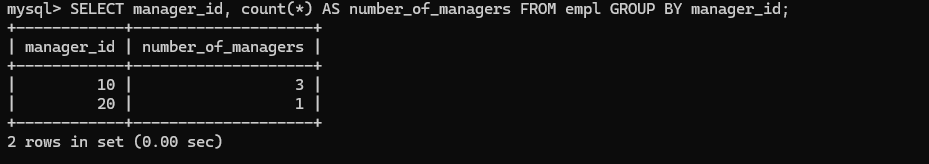 mysql> SELECT manager_id, count(*) AS number_of_managers FROM empl GROUP BY manager_id;
+------------+--------------------+
| manager_id | number_of_managers |
+------------+--------------------+
|         10 |                  3 |
|         20 |                  1 |
+------------+--------------------+
2 rows in set (0.00 sec)